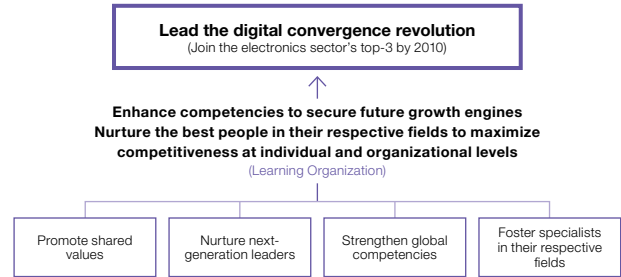 Lead the digital convergence revolution
(Join the electronics sector's top-3 by 2010)
Enhance competencies to secure future growth engines
Nurture the best people in their respective fields to maximize
competitiveness at individual and organizational levels
(Learning Organization)
Promote shared
values
Nurture next-
generation leaders
Strengthen global
competencies
Foster specialists
in their respective
fields